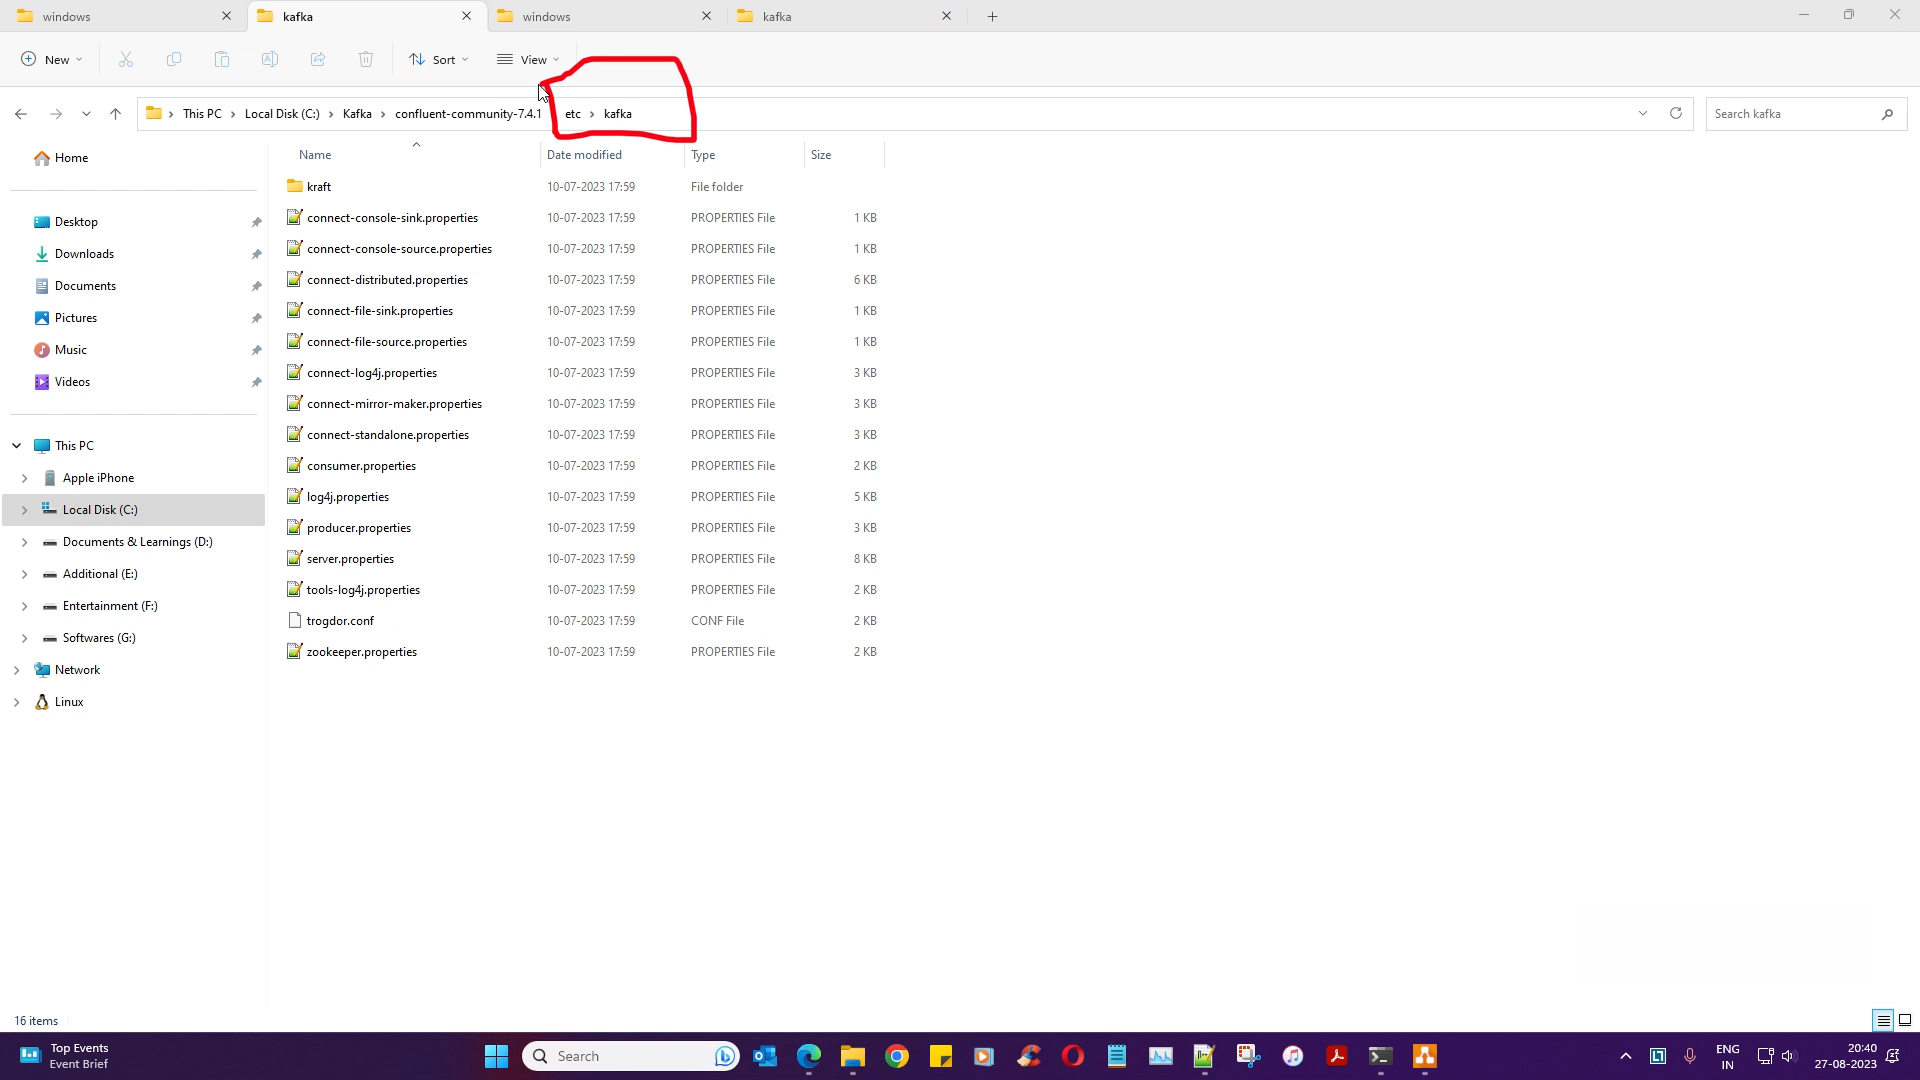 windows
kafka
windows
kafka
New
Sort
View
This PC > Local Disk (C:) > Kafka > confluent-community-7.4.1 etc > kafka
Search kafka
Name Date modified Type Size
Home
Desktop
Downloads
Documents
Pictures
Music
Videos
This PC
Apple iPhone
Local Disk (C:)
Documents & Learnings (D:)
Additional (E:)
Entertainment (F:)
Softwares (G:)
Network
Linux
kraft 10-07-2023 17:59 File folder
connect-console-sink.properties 10-07-2023 17:59 PROPERTIES File 1 KB
connect-console-source.properties 10-07-2023 17:59 PROPERTIES File 1 KB
connect-distributed.properties 10-07-2023 17:59 PROPERTIES File 6 KB
connect-file-sink.properties 10-07-2023 17:59 PROPERTIES File 1 KB
connect-file-source.properties 10-07-2023 17:59 PROPERTIES File 1 KB
connect-log4j.properties 10-07-2023 17:59 PROPERTIES File 3 KB
connect-mirror-maker.properties 10-07-2023 17:59 PROPERTIES File 3 KB
connect-standalone.properties 10-07-2023 17:59 PROPERTIES File 3 KB
consumer.properties 10-07-2023 17:59 PROPERTIES File 2 KB
log4j.properties 10-07-2023 17:59 PROPERTIES File 5 KB
producer.properties 10-07-2023 17:59 PROPERTIES File 3 KB
server.properties 10-07-2023 17:59 PROPERTIES File 8 KB
tools-log4j.properties 10-07-2023 17:59 PROPERTIES File 2 KB
trogdor.conf 10-07-2023 17:59 CONF File 2 KB
zookeeper.properties 10-07-2023 17:59 PROPERTIES File 2 KB
16 items
Top Events
Event Brief
Search
ENG
IN
20:40
27-08-2023